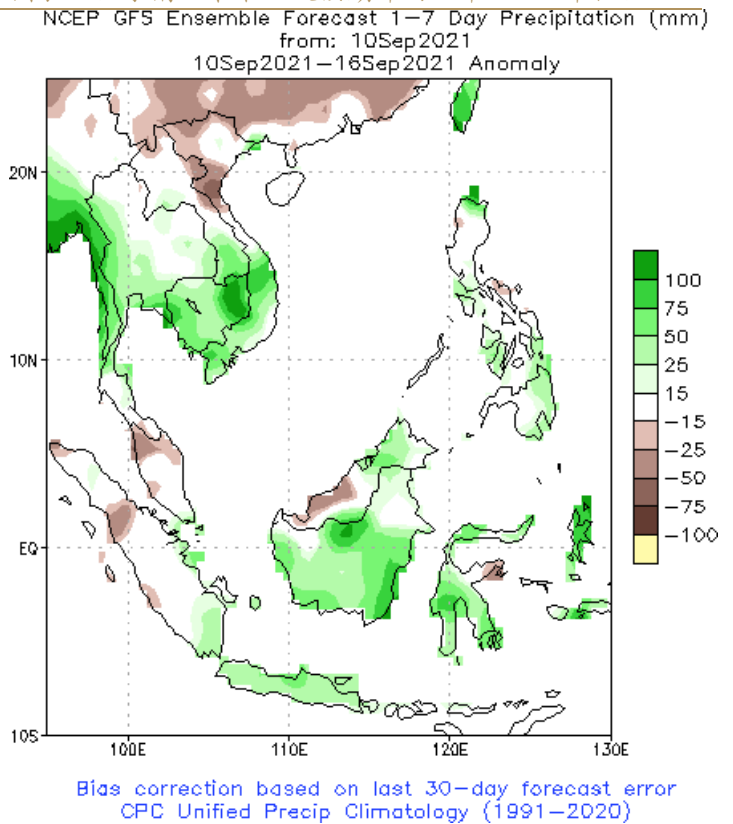 NCEP GFS Ensemble Forecast 1-7 Day Precipitation (mm)
from: 10Sep2021
10Sep2021-16Sep2021 Anomaly
20N
10N
EQ
10S
100E
110E
120E
130E
100
75
50
25
15
-15
-25
-50
-75
-100
Bias correction based on last 30-day forecast error
CPC Unified Precip Climatology (1991-2020)